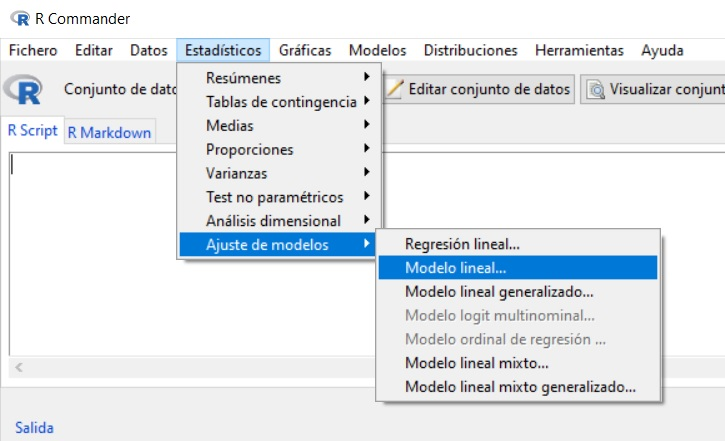 R Commander
Fichero Editar Datos Estadísticos Gráficas Modelos Distribuciones Herramientas Ayuda
R Conjunto de dato Editar conjunto de datos Visualizar conjunt
R Script R Markdown
Resúmenes
Tablas de contingencia
Medias
Proporciones
Varianzas
Test no paramétricos
Análisis dimensional
Ajuste de modelos
Regresión lineal...
Modelo lineal...
Modelo lineal generalizado...
Modelo logit multinominal...
Modelo ordinal de regresión ...
Modelo lineal mixto...
Modelo lineal mixto generalizado...
Salida